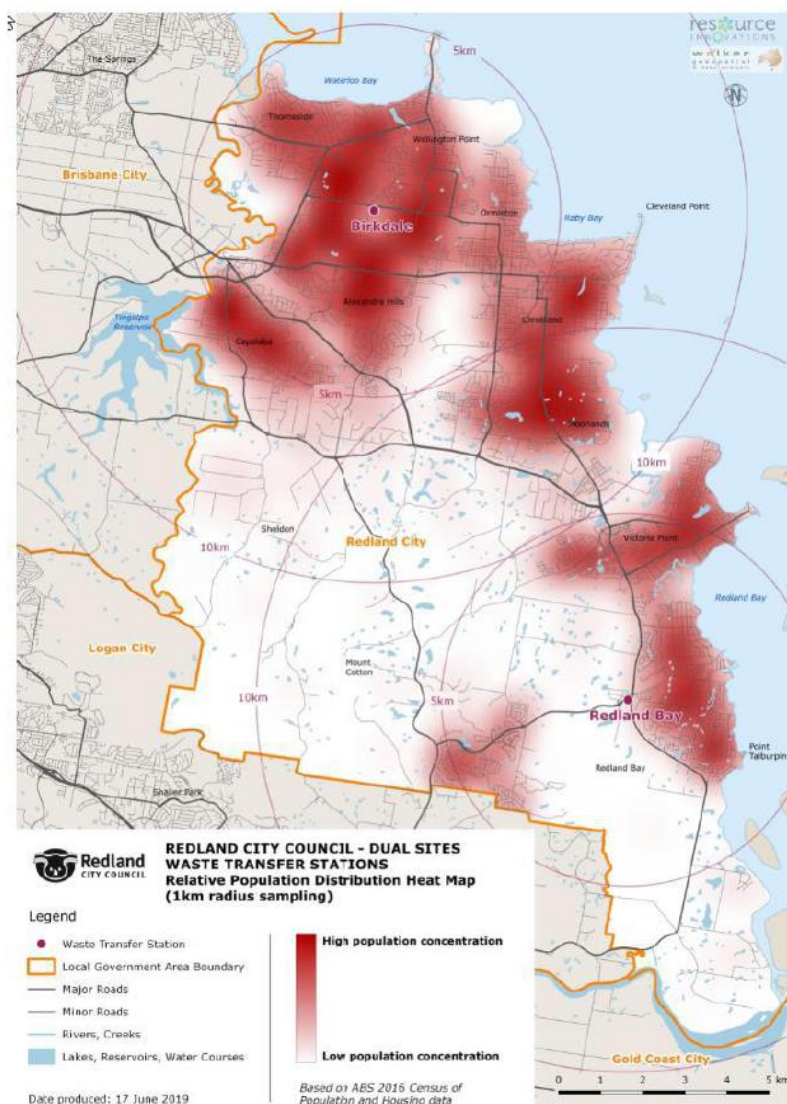 resource
INNOVATIONS
walker
5km
The Springs
Waterloo Bay
N
Thorneside
Wellington Point
Brisbane City
Birkdale
Ormiston
Raby Bay
Cleveland Point
Tingalpa
Reservoir
Alexandra Hills
Cleveland
Capalaba
5km
10km
Sheldon
Redland City
Victoria Point
10km
Redland Bay
Logan City
Mount
Cotton
10km
5km
Redland Bay
Point
Talburpin
Redland Bay
Shailer Park
Redland
CITY COUNCIL
REDLAND CITY COUNCIL - DUAL SITES
WASTE TRANSFER STATIONS
Relative Population Distribution Heat Map
(1km radius sampling)
Legend
Waste Transfer Station
Local Government Area Boundary
Major Roads
Minor Roads
Rivers, Creeks
Lakes, Reservoirs, Water Courses
High population concentration
Low population concentration
Gold Coast City
0 1 2 3 4 5 km
Date produced: 17 June 2019
Based on ABS 2016 Census of
Population and Housing data